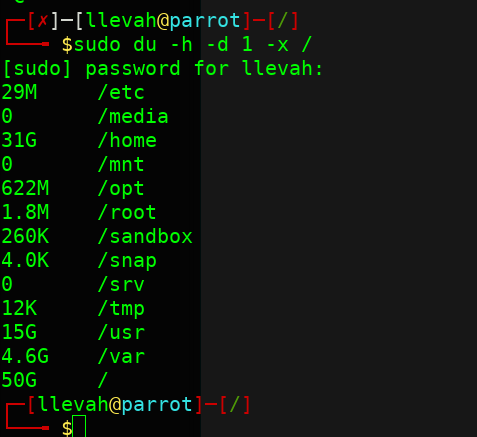 ┌─[✗]─[llevah@parrot]─[/]
└──╼ $sudo du -h -d 1 -x /
[sudo] password for llevah:
29M     /etc
0       /media
31G     /home
0       /mnt
622M    /opt
1.8M    /root
260K    /sandbox
4.0K    /snap
0       /srv
12K     /tmp
15G     /usr
4.6G    /var
50G     /
┌─[llevah@parrot]─[/]
└──╼ $